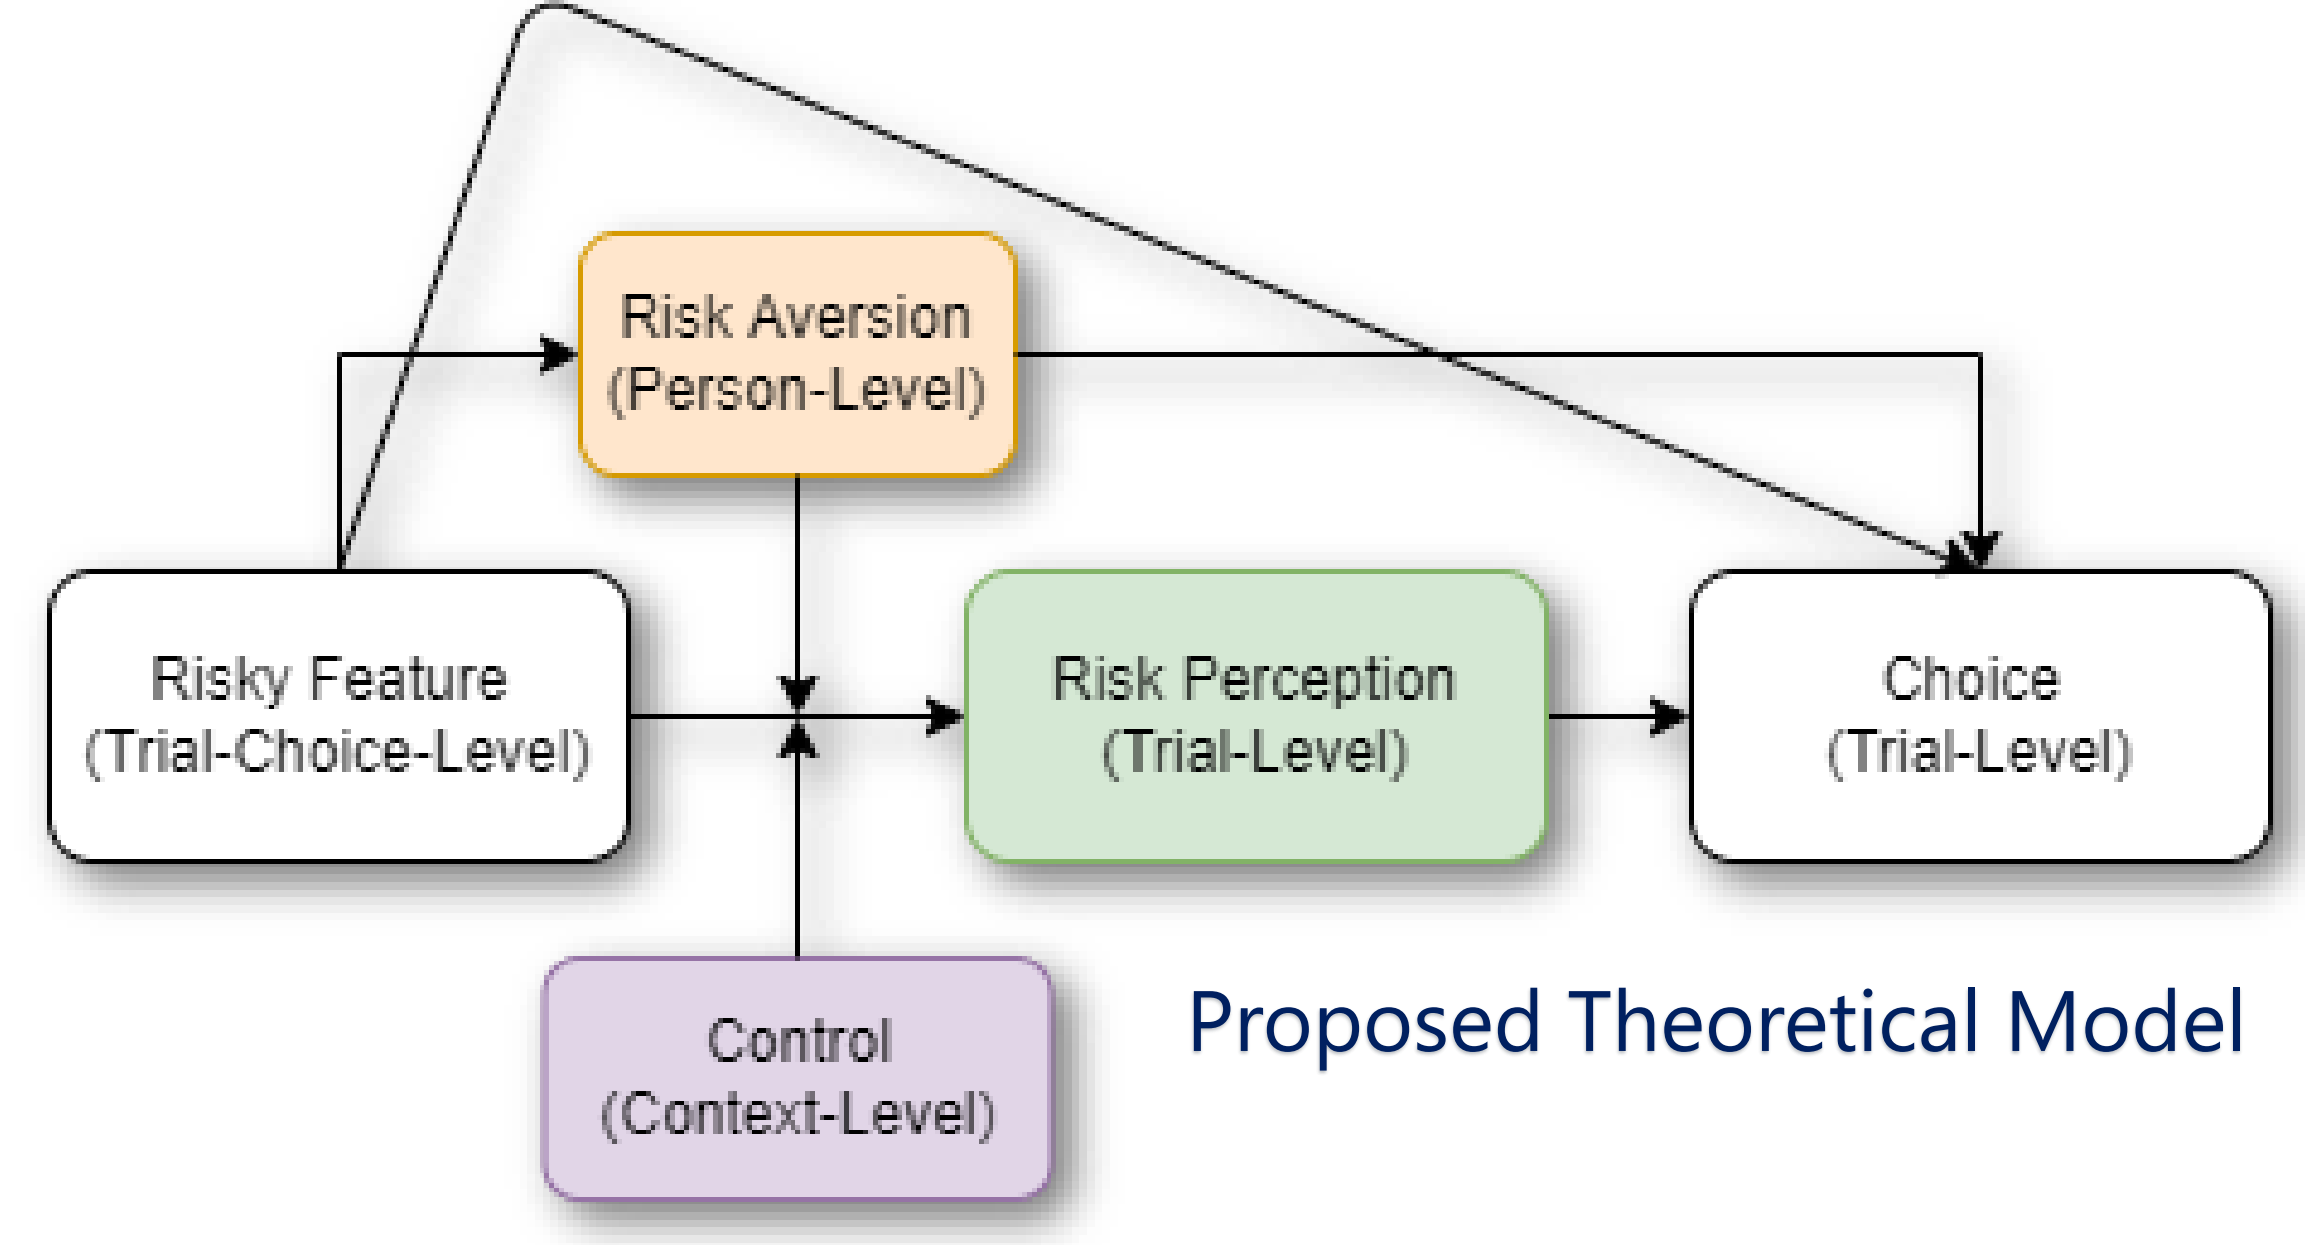 Risk Aversion
(Person-Level)
Risky Feature
(Trial-Choice-Level)
Risk Perception
(Trial-Level)
Choice
(Trial-Level)
Control
(Context-Level)
Proposed Theoretical Model